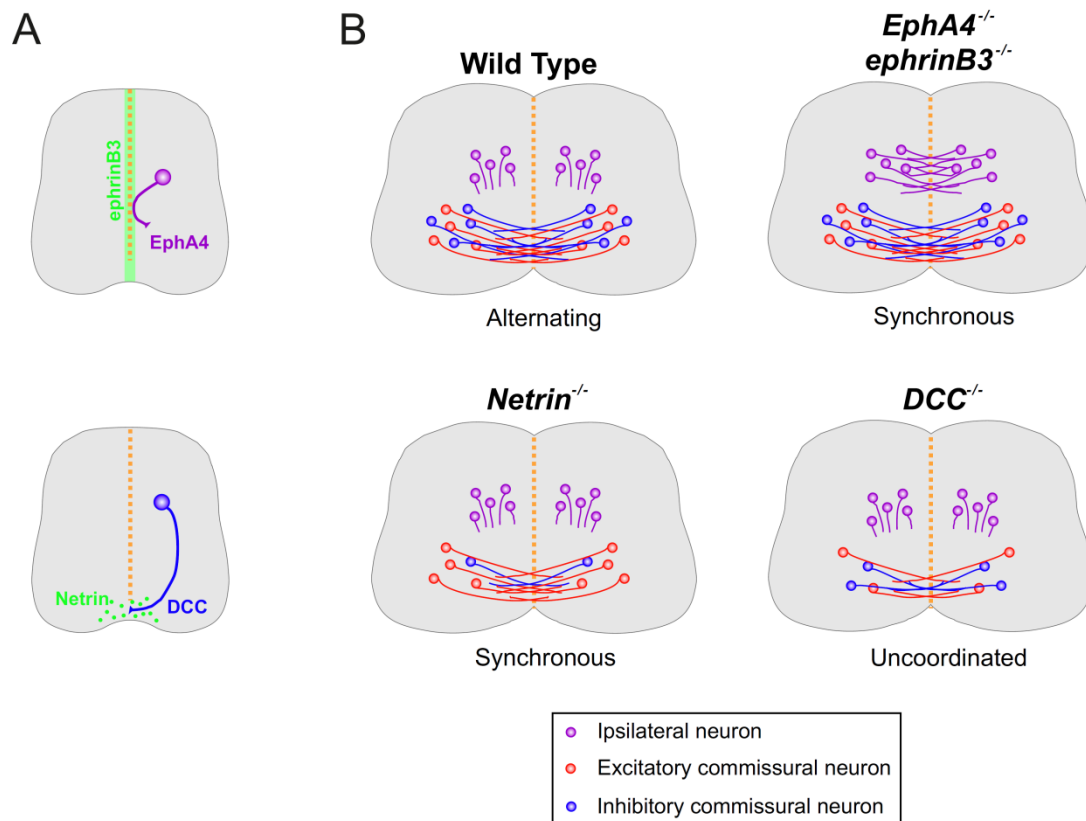 A
ephrinB3
EphA4
Netrin
DCC
B
Wild Type
Alternating
EphA4-/-
ephrinB3-/-
Synchronous
Netrin-/-
Synchronous
DCC-/-
Uncoordinated
Ipsilateral neuron
Excitatory commissural neuron
Inhibitory commissural neuron